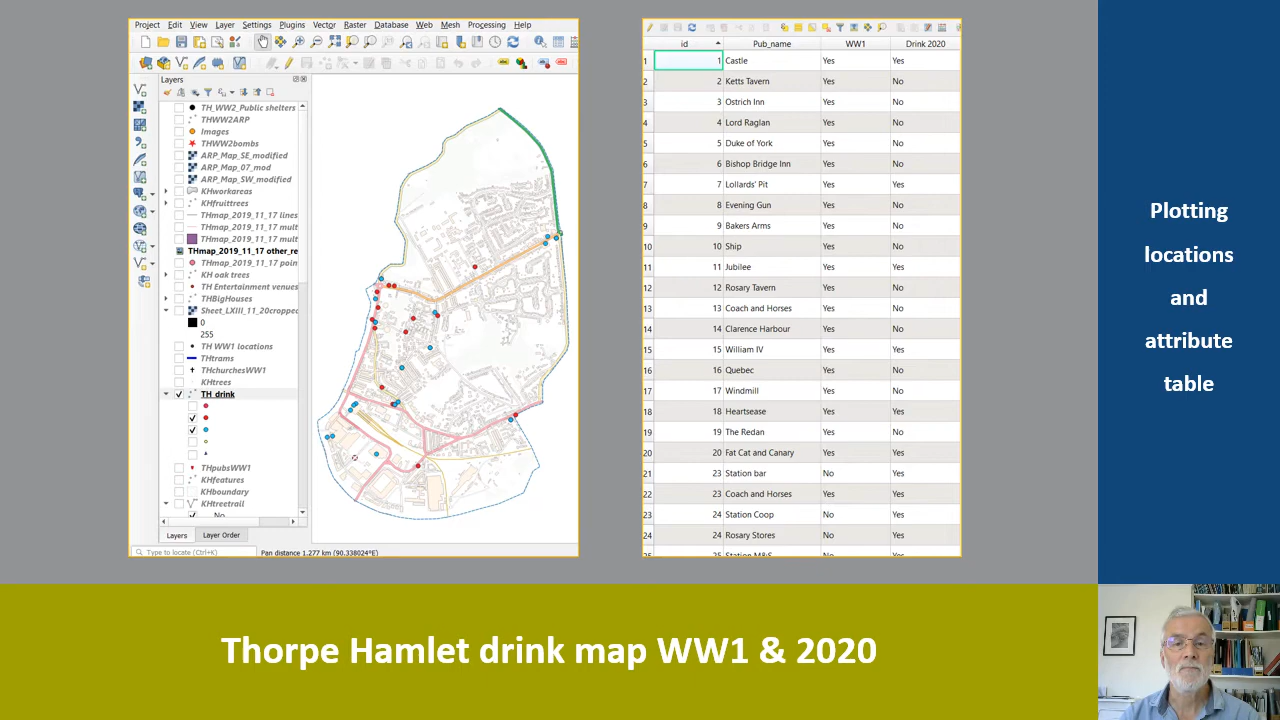 Project Edit View Layer Settings Plugins Vector Raster Database Web Mesh Processing Help
Layers
TH_WW2_Public shelters
THWW2ARP
Images
THWW2bombs
ARP_Map_SE_modified
ARP_Map_07_mod
ARP_Map_SW_modified
KHworkareas
KHfruittrees
THmap_2019_11_17 lines
THmap_2019_11_17 mult
THmap_2019_11_17 mult
THmap_2019_11_17 other_re
THmap_2019_11_17 poin
KH oak trees
TH Entertainment venues
THBigHouses
Sheet_LXIII_11_20cropped
0
255
TH WW1 locations
THtrams
THchurchesWW1
KHtrees
TH_drink
THpubsWW1
KHfeatures
KHboundary
KHtreetrail
No
Layers Layer Order
Type to locate (Ctrl+K) Pan distance 1.277 km (90.338024°E)
id Pub_name WW1 Drink 2020
1 1 Castle Yes Yes
2 2 Ketts Tavern Yes No
3 3 Ostrich Inn Yes No
4 4 Lord Raglan Yes No
5 5 Duke of York Yes No
6 6 Bishop Bridge Inn Yes No
7 7 Lollards' Pit Yes Yes
8 8 Evening Gun Yes No
9 9 Bakers Arms Yes No
10 10 Ship Yes No
11 11 Jubilee Yes Yes
12 12 Rosary Tavern Yes No
13 13 Coach and Horses Yes No
14 14 Clarence Harbour Yes No
15 15 William IV Yes Yes
16 16 Quebec Yes No
17 17 Windmill Yes No
18 18 Heartsease Yes Yes
19 19 The Redan Yes No
20 20 Fat Cat and Canary Yes Yes
21 23 Station bar No Yes
22 23 Coach and Horses Yes Yes
23 24 Station Coop No Yes
24 24 Rosary Stores Yes Yes
25 25 Station M&S No Yes
Plotting
locations
and
attribute
table
Thorpe Hamlet drink map WW1 & 2020